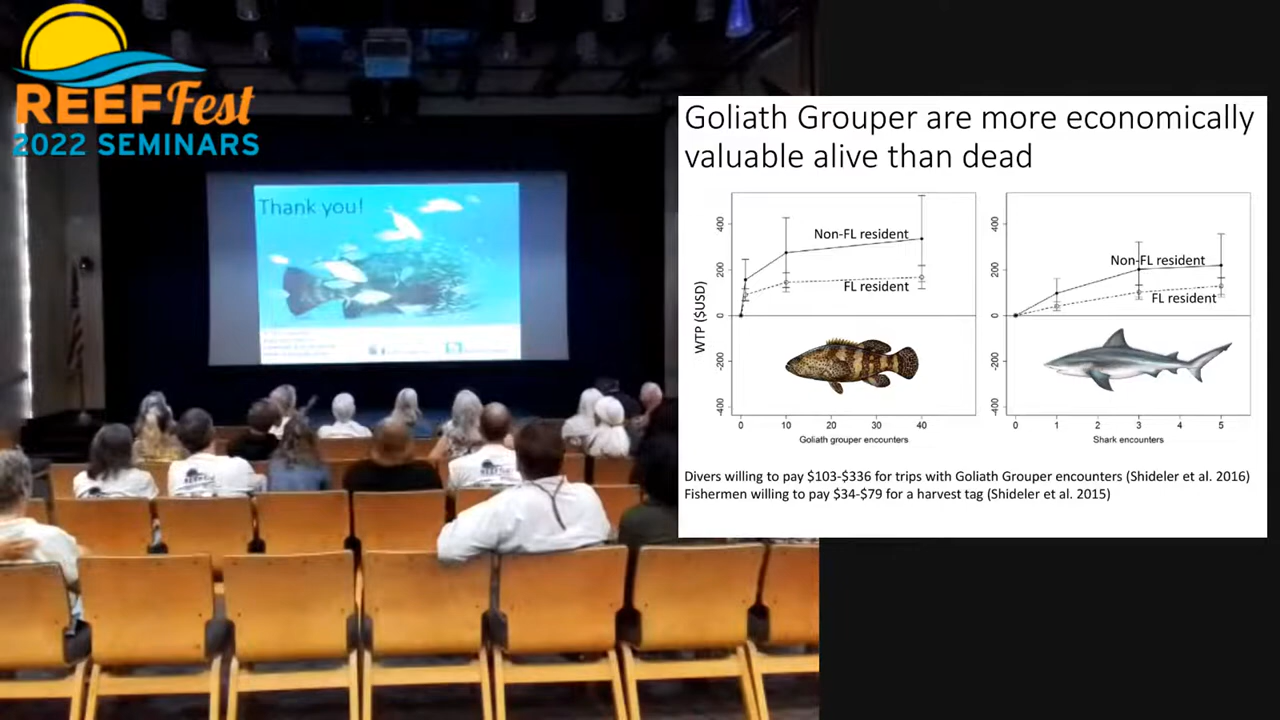 REEF Fest
2022 SEMINARS
Thank you!
Goliath Grouper are more economically
valuable alive than dead
WTP ($USD)
400
200
0
-200
-400
Non-FL resident
FL resident
0 10 20 30 40
Goliath grouper encounters
400
200
0
-200
-400
Non-FL resident
FL resident
0 1 2 3 4 5
Shark encounters
Divers willing to pay $103-$336 for trips with Goliath Grouper encounters (Shideler et al. 2016)
Fishermen willing to pay $34-$79 for a harvest tag (Shideler et al. 2015)